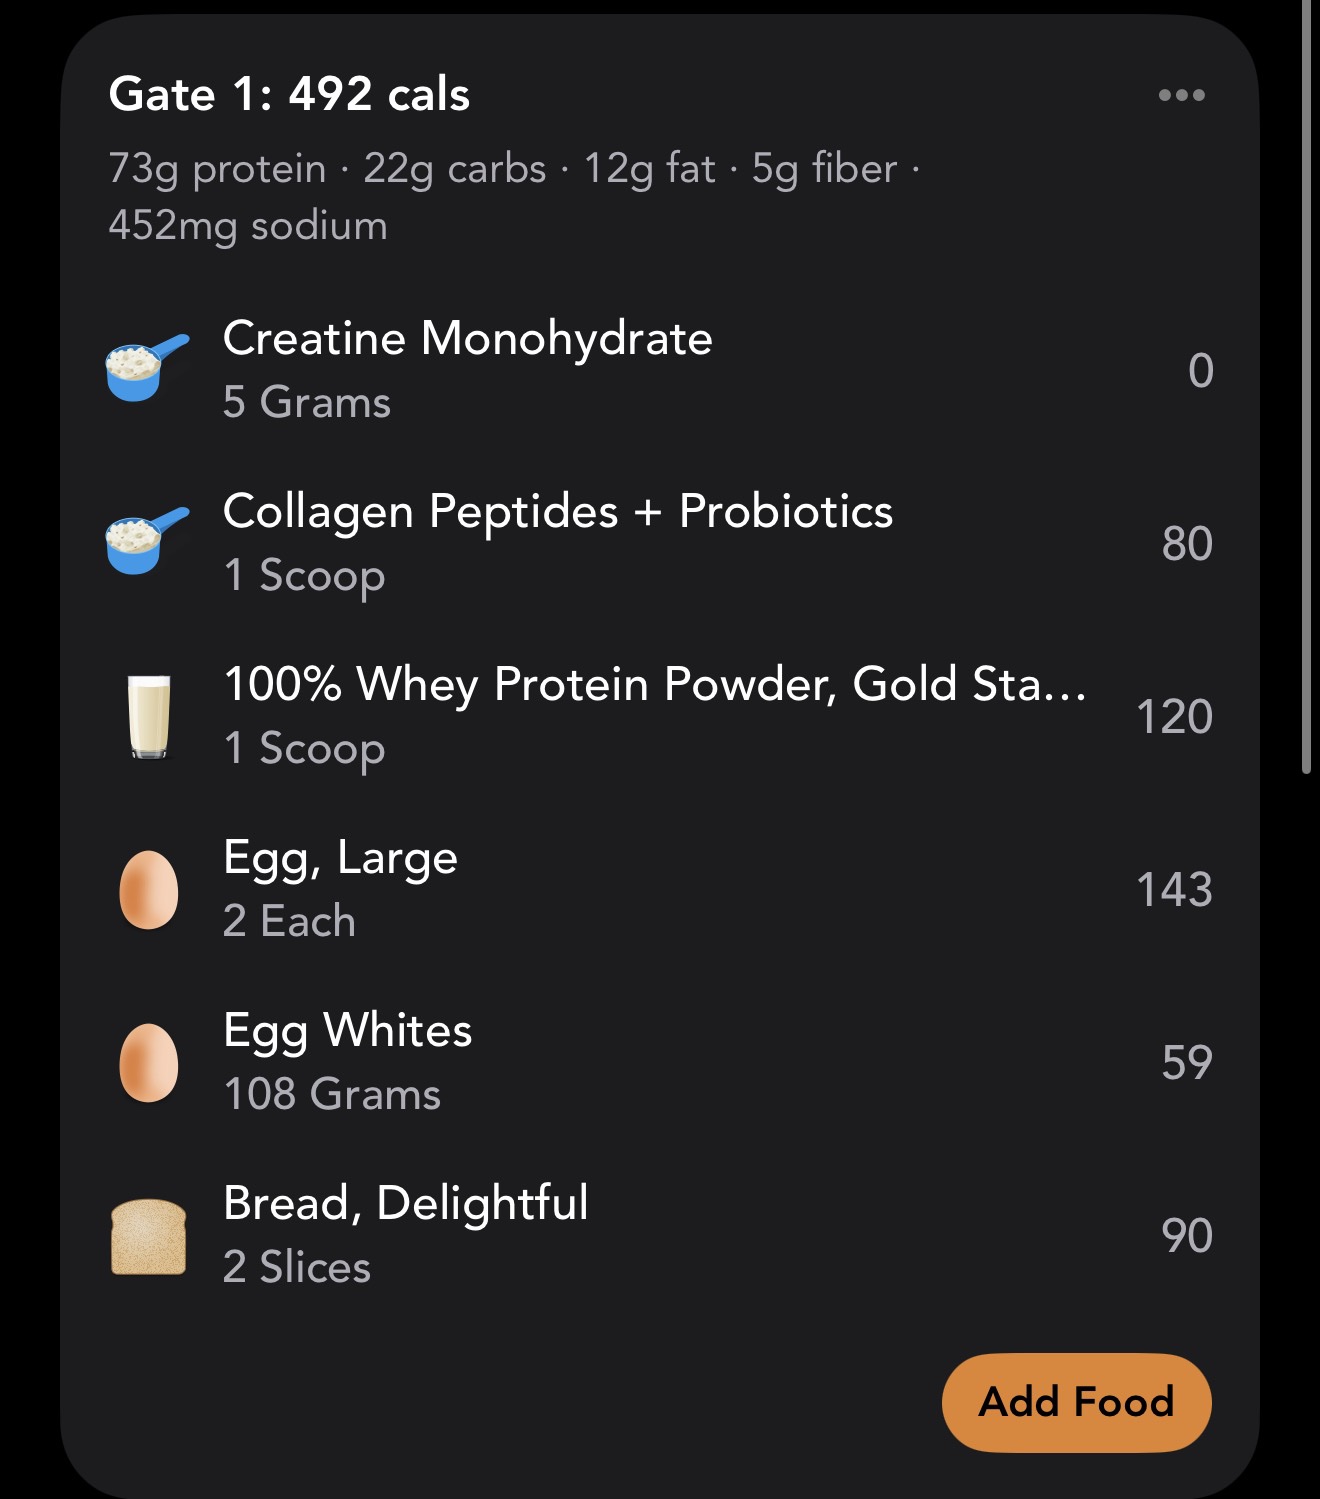 Gate 1: 492 cals
73g protein · 22g carbs · 12g fat · 5g fiber ·
452mg sodium
Creatine Monohydrate
5 Grams
0
Collagen Peptides + Probiotics
1 Scoop
80
100% Whey Protein Powder, Gold Sta...
1 Scoop
120
Egg, Large
2 Each
143
Egg Whites
108 Grams
59
Bread, Delightful
2 Slices
90
Add Food